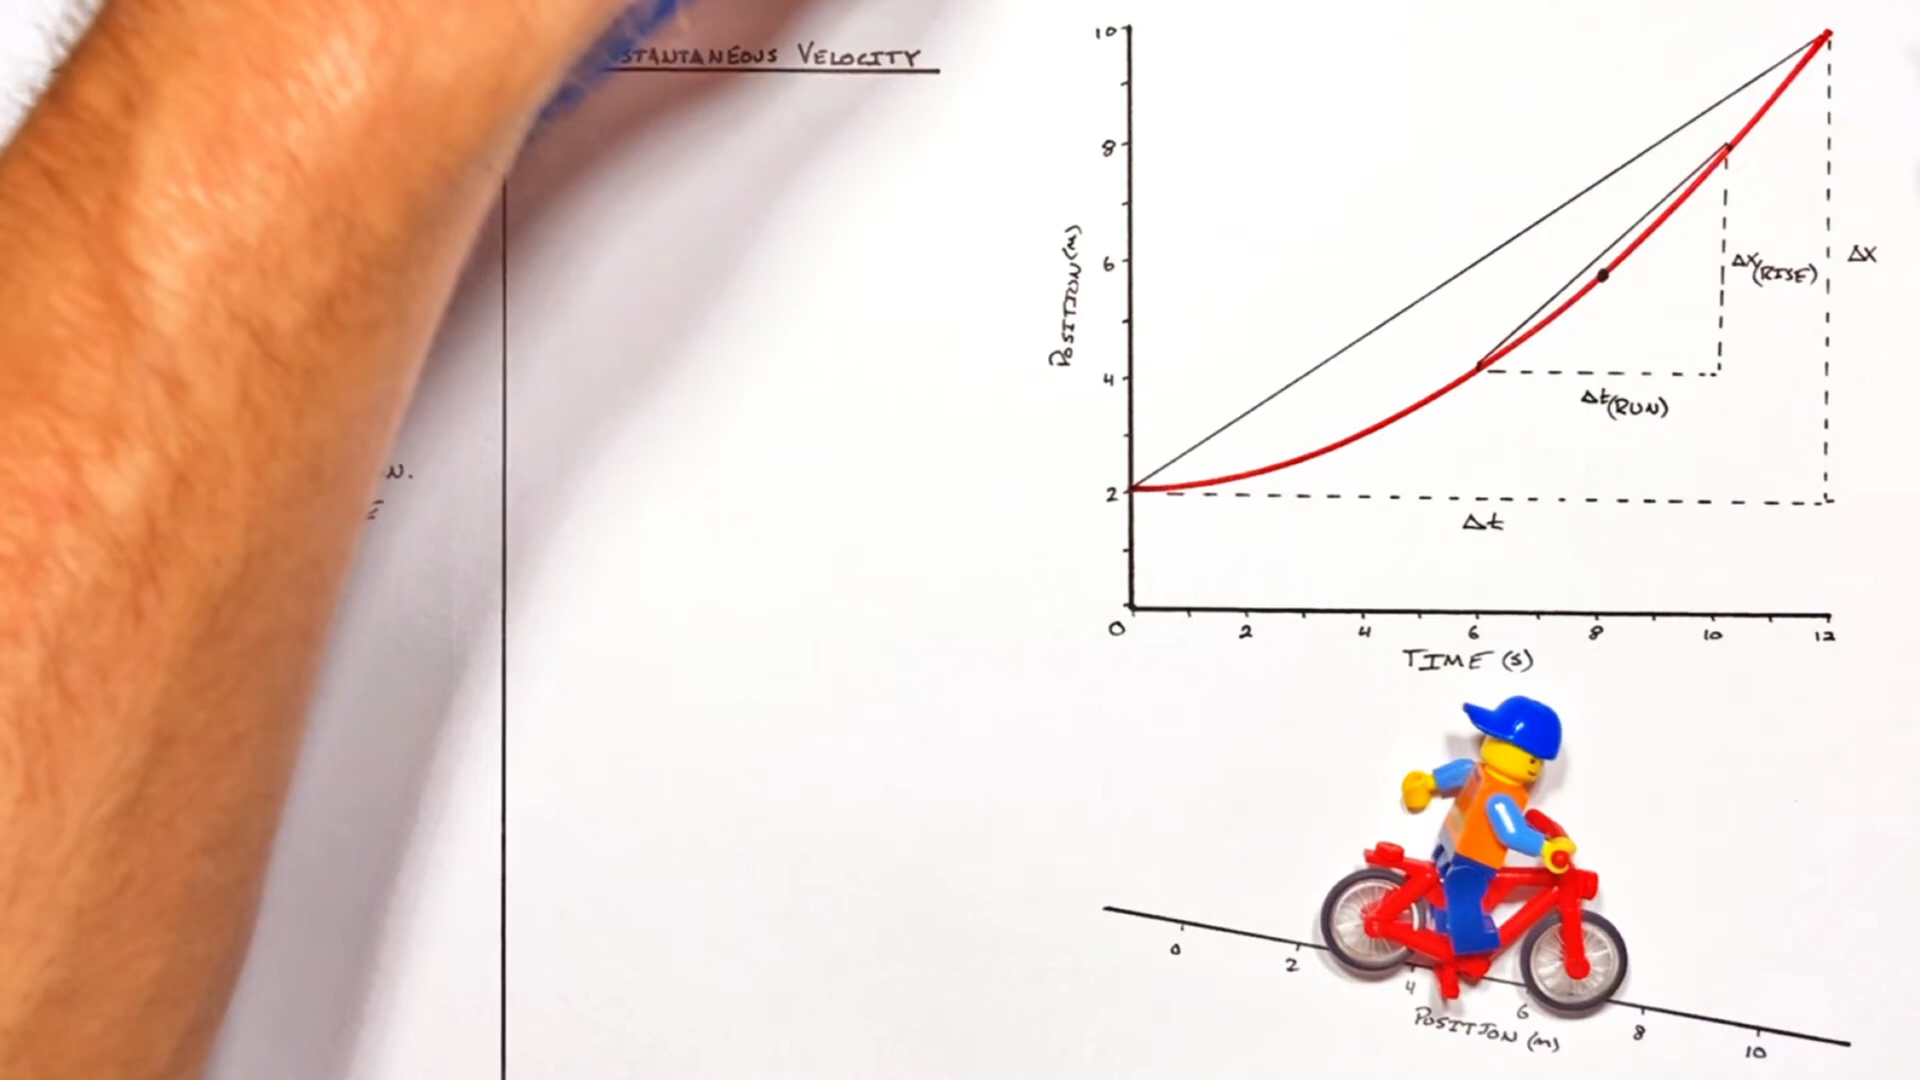 VELOCITY
N.
10
8
6
4
2
POSITION (M)
ΔX (RISE)
ΔX
Δt (RUN)
Δt
0 2 4 6 8 10 12
TIME (S)
0 2 4 6 8 10
POSITION (M)